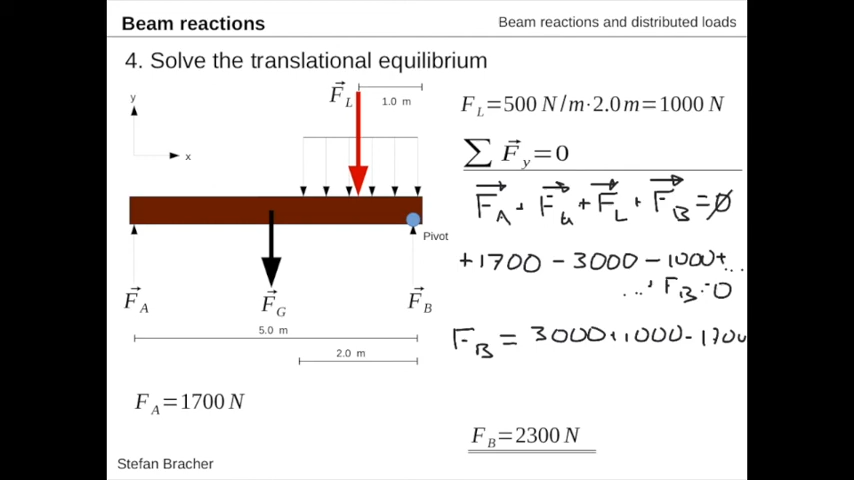 Beam reactions
Beam reactions and distributed loads
4. Solve the translational equilibrium
y
x
F_L
1.0 m
Pivot
F_A
F_G
F_B
5.0 m
2.0 m
F_A=1700 N
F_L=500 N/m·2.0m=1000 N
∑ F_y=0
F_A + F_G + F_L + F_B = 0
+1700 - 3000 - 1000+ ..
...+ F_B = 0
F_B = 3000+1000-1700
F_B=2300 N
Stefan Bracher